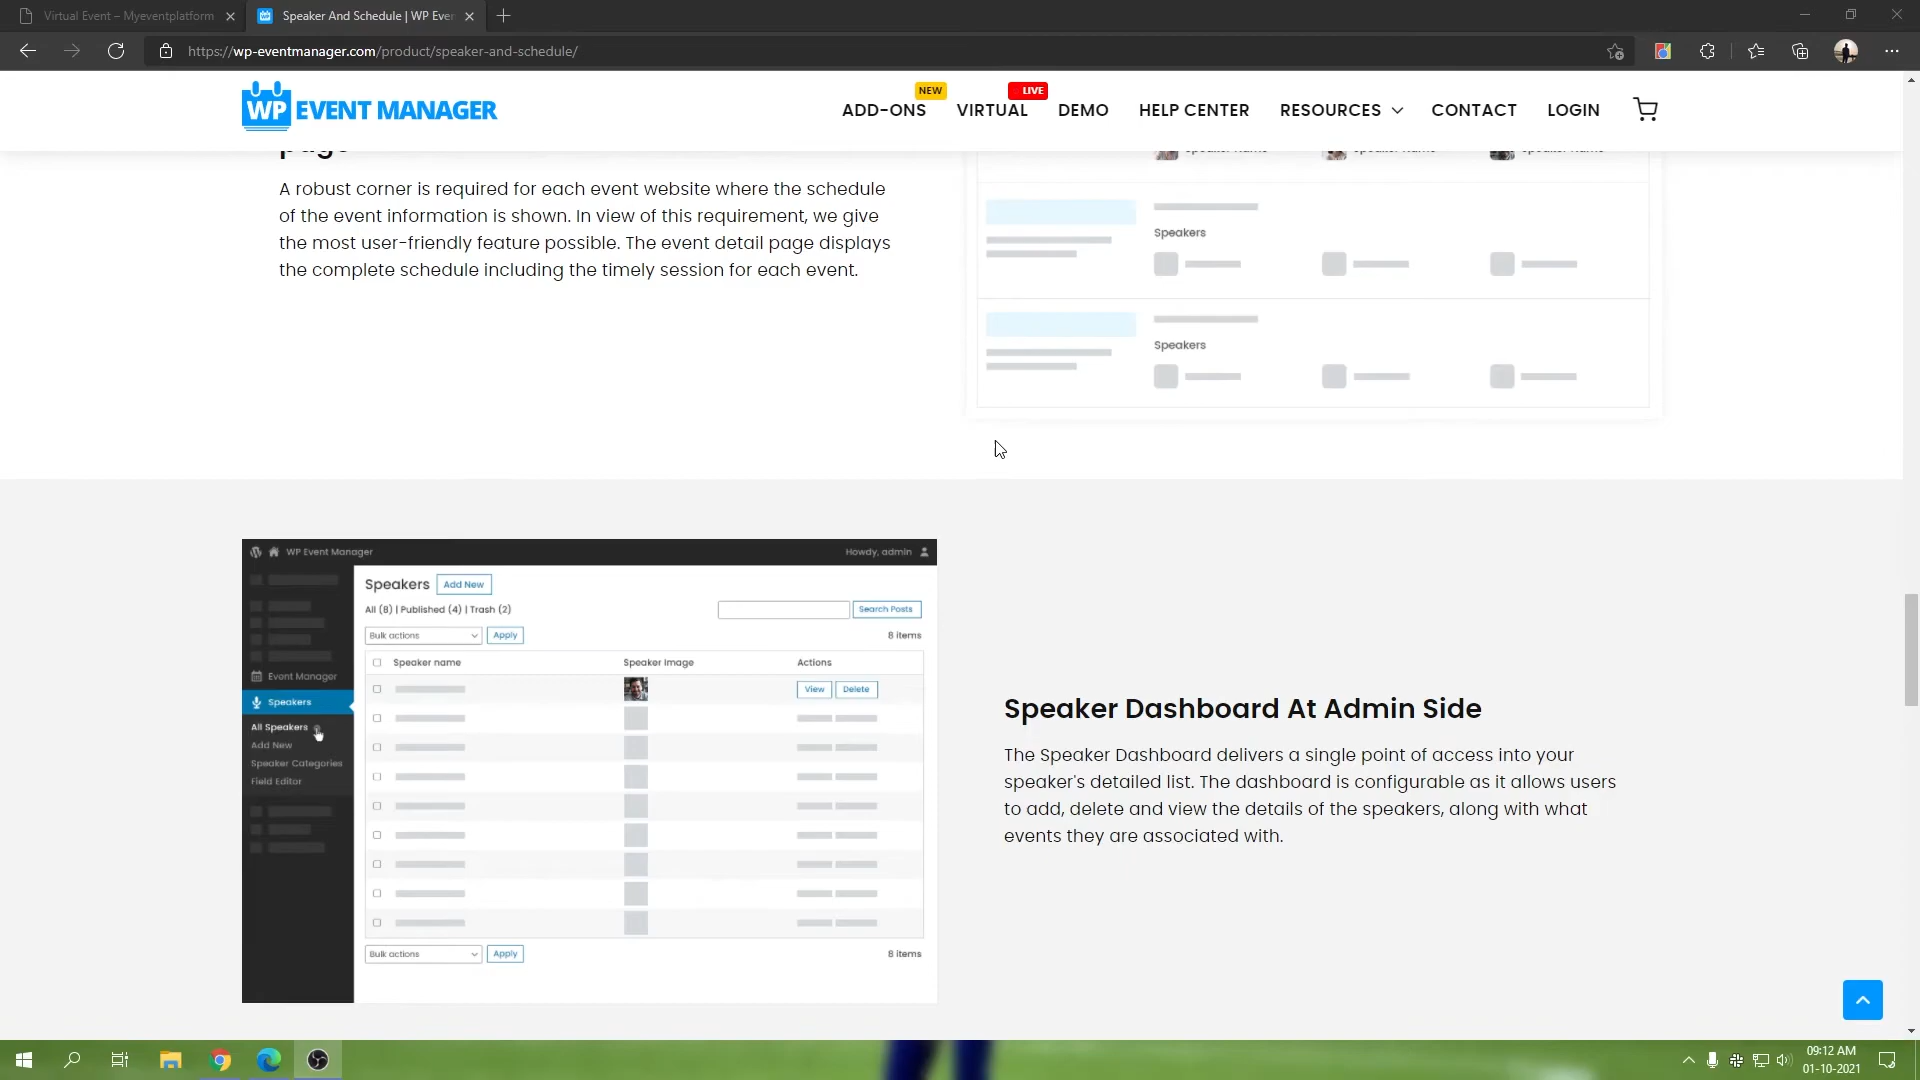 Virtual Event – Myeventplatform
Speaker And Schedule | WP Ever
https://wp-eventmanager.com/product/speaker-and-schedule/
WP EVENT MANAGER
NEW
LIVE
ADD-ONS VIRTUAL DEMO HELP CENTER RESOURCES CONTACT LOGIN
page
A robust corner is required for each event website where the schedule
of the event information is shown. In view of this requirement, we give
the most user-friendly feature possible. The event detail page displays
the complete schedule including the timely session for each event.
Speakers
Speakers
WP Event Manager
Howdy, admin
Speakers Add New
All (8) | Published (4) | Trash (2)
Search Posts
Bulk actions Apply
8 items
Speaker name Speaker Image Actions
View Delete
Event Manager
Speakers
All Speakers
Add New
Speaker Categories
Field Editor
Bulk actions Apply
8 items
Speaker Dashboard At Admin Side
The Speaker Dashboard delivers a single point of access into your
speaker's detailed list. The dashboard is configurable as it allows users
to add, delete and view the details of the speakers, along with what
events they are associated with.
09:12 AM
01-10-2021